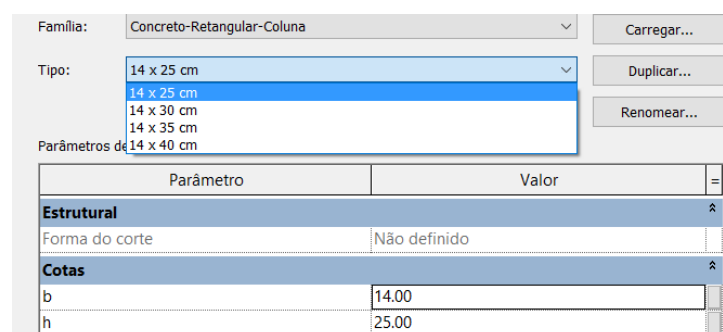 Família: Concreto-Retangular-Coluna Carregar...
Tipo: 14 x 25 cm Duplicar...
14 x 25 cm
14 x 30 cm Renomear...
14 x 35 cm
Parâmetros de 14 x 40 cm
Parâmetro Valor =
Estrutural
Forma do corte Não definido
Cotas
b 14.00
h 25.00